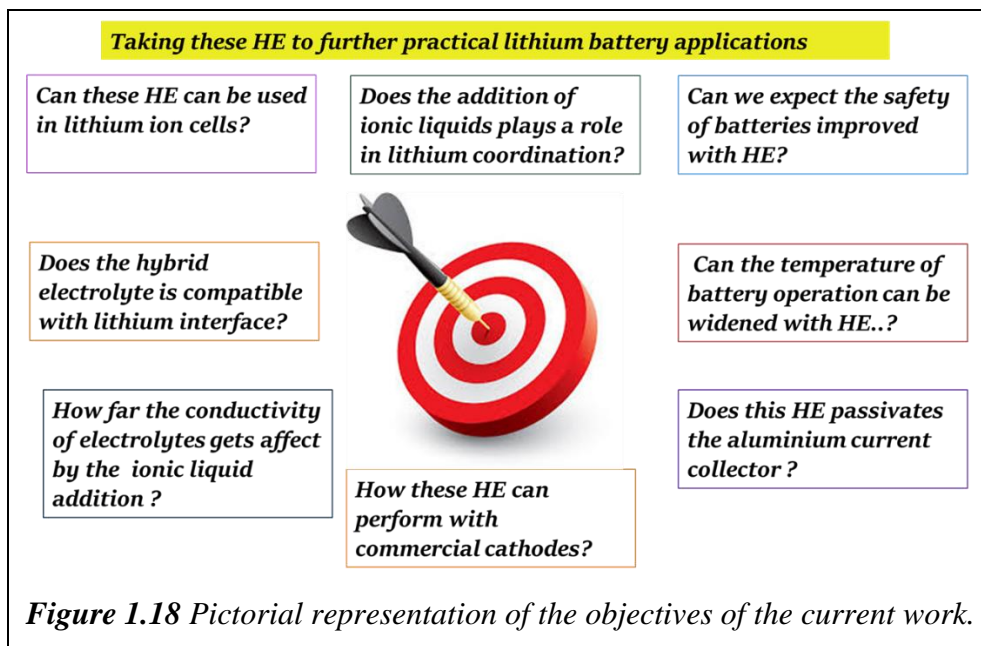 Taking these HE to further practical lithium battery applications
Can these HE can be used
in lithium ion cells?
Does the addition of
ionic liquids plays a role
in lithium coordination?
Can we expect the safety
of batteries improved
with HE?
Does the hybrid
electrolyte is compatible
with lithium interface?
Can the temperature of
battery operation can be
widened with HE..?
How far the conductivity
of electrolytes gets affect
by the ionic liquid
addition ?
How these HE can
perform with
commercial cathodes?
Does this HE passivates
the aluminium current
collector ?
Figure 1.18 Pictorial representation of the objectives of the current work.